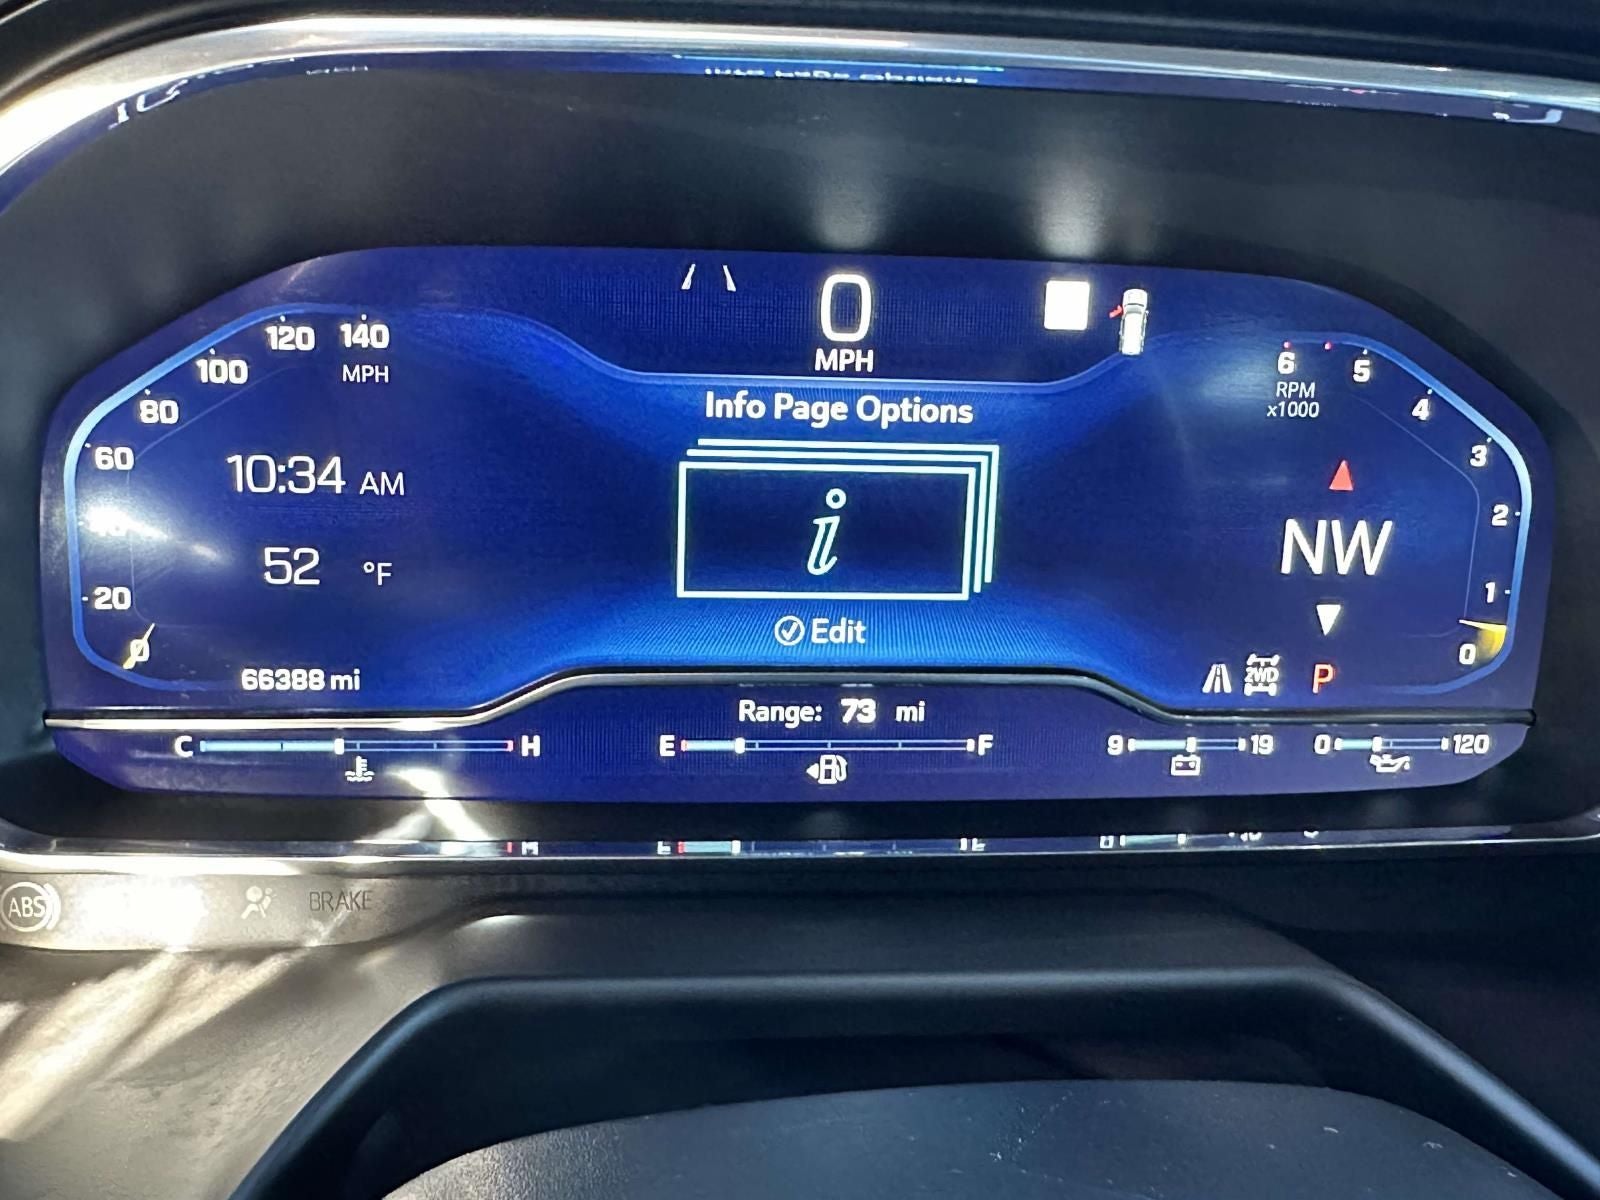 0
MPH
120 140
MPH
100
80
60
40
20
0
10:34 AM
52 °F
66388 mi
Info Page Options
i
Edit
6 5
RPM
x1000
4
3
2
1
0
NW
2WD
P
Range: 73 mi
C H
E F
9 19
0 120
ABS
BRAKE